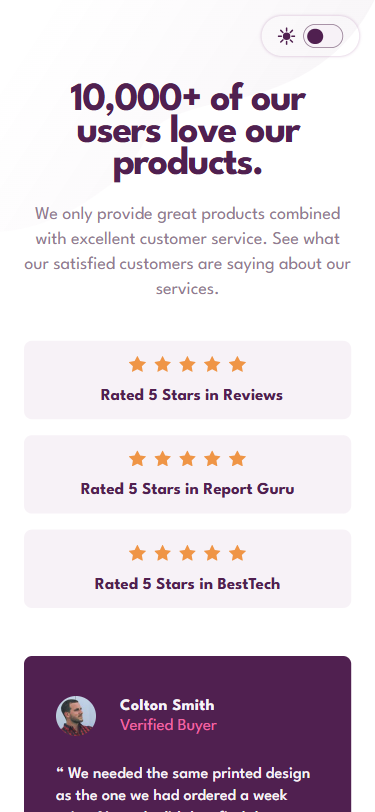 10,000+ of our
users love our
products.
We only provide great products combined
with excellent customer service. See what
our satisfied customers are saying about our
services.
Rated 5 Stars in Reviews
Rated 5 Stars in Report Guru
Rated 5 Stars in BestTech
Colton Smith
Verified Buyer
“ We needed the same printed design
as the one we had ordered a week